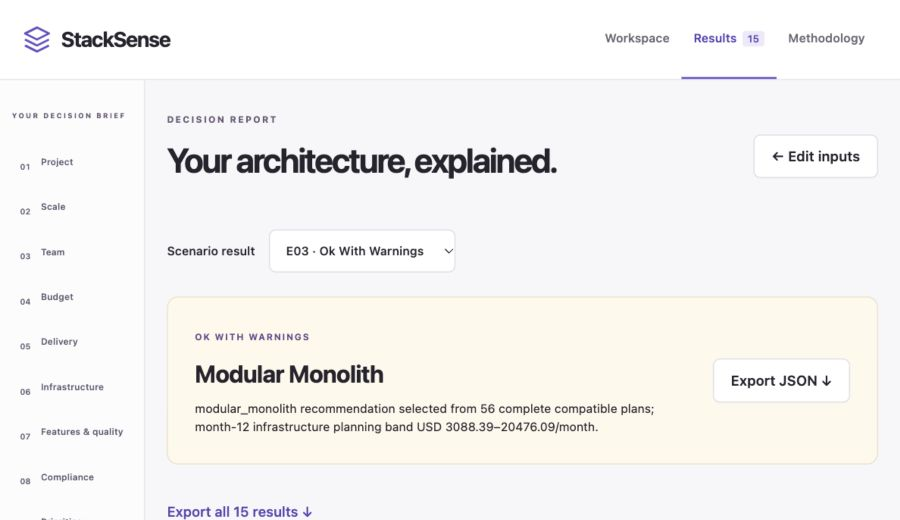 StackSense
Workspace
Results 15
Methodology
YOUR DECISION BRIEF
01 Project
02 Scale
03 Team
04 Budget
05 Delivery
06 Infrastructure
07 Features & quality
08 Compliance
DECISION REPORT
Your architecture, explained.
← Edit inputs
Scenario result
E03 · Ok With Warnings
OK WITH WARNINGS
Modular Monolith
modular_monolith recommendation selected from 56 complete compatible plans;
month-12 infrastructure planning band USD 3088.39–20476.09/month.
Export JSON ↓
Export all 15 results ↓